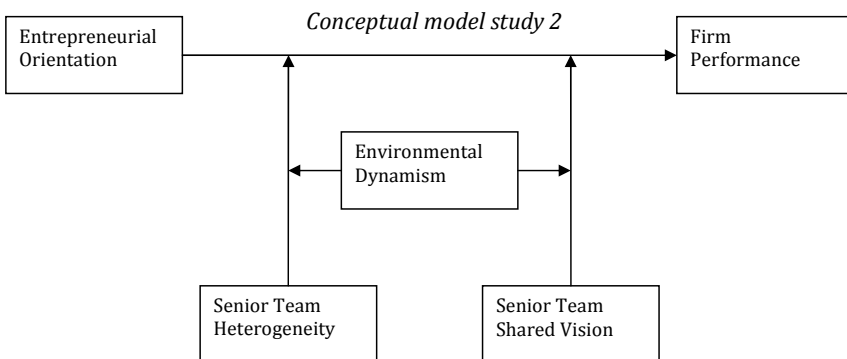 Conceptual model study 2
Entrepreneurial
Orientation
Firm
Performance
Environmental
Dynamism
Senior Team
Heterogeneity
Senior Team
Shared Vision